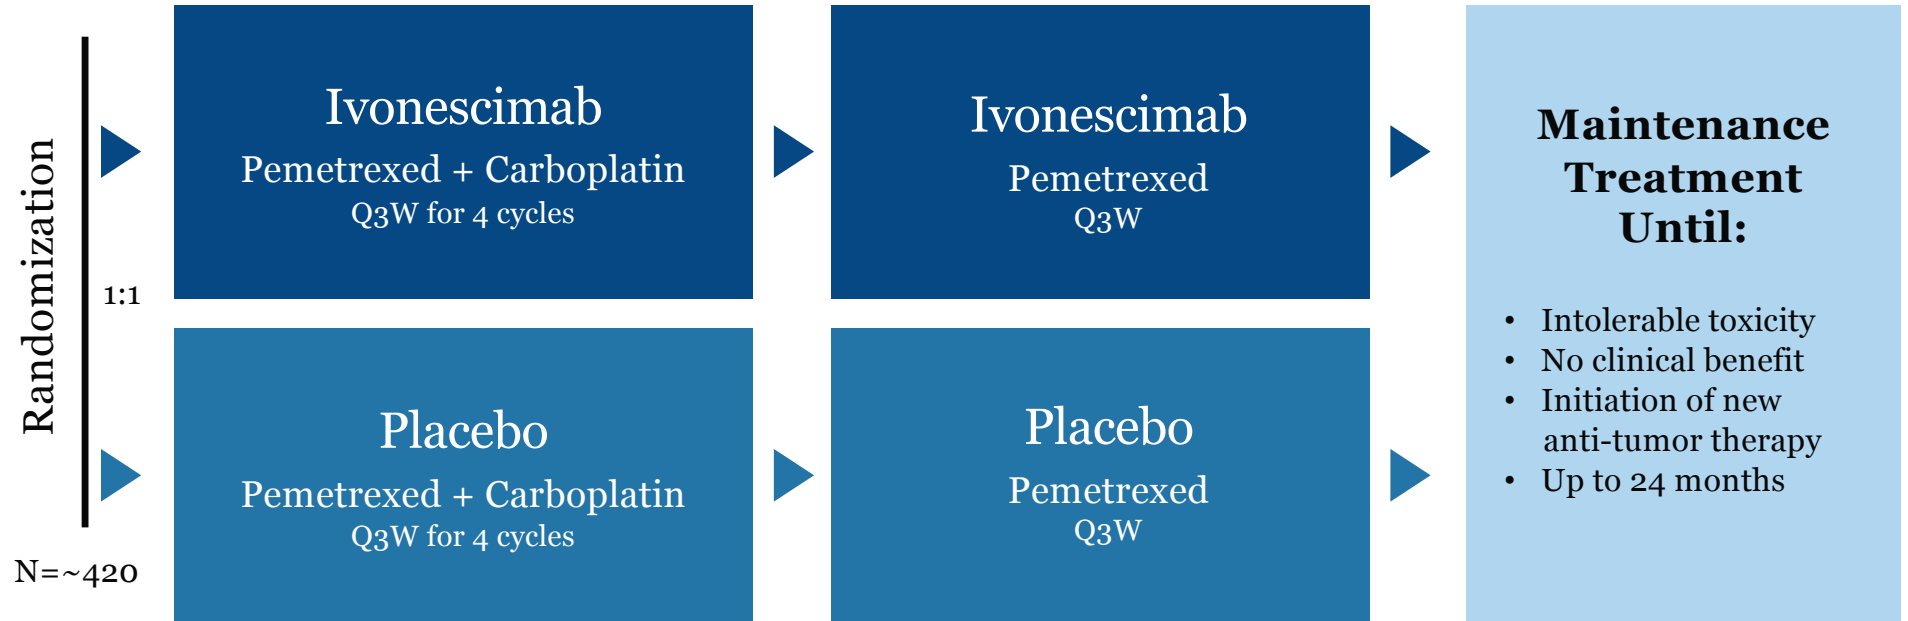 Randomization
1:1
N=~420
Ivonescimab
Pemetrexed + Carboplatin
Q3W for 4 cycles
Ivonescimab
Pemetrexed
Q3W
Placebo
Pemetrexed + Carboplatin
Q3W for 4 cycles
Placebo
Pemetrexed
Q3W
Maintenance
Treatment
Until:
• Intolerable toxicity
• No clinical benefit
• Initiation of new
anti-tumor therapy
• Up to 24 months